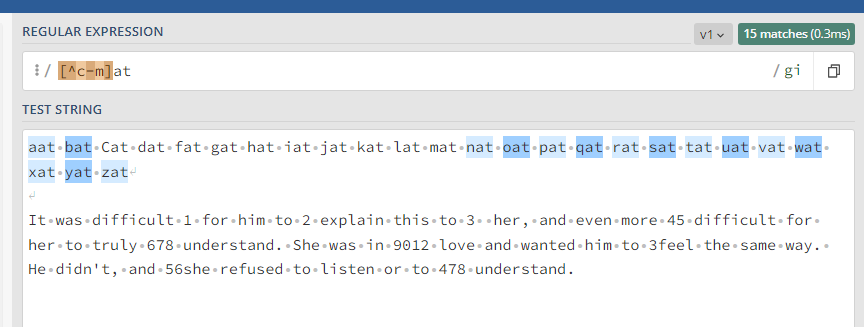 REGULAR EXPRESSION
v1 15 matches (0.3ms)
/ [^c-m]at / gi
TEST STRING
aat bat Cat dat fat gat hat iat jat kat lat mat nat oat pat qat rat sat tat uat vat wat
xat yat zat
It was difficult 1 for him to 2 explain this to 3  her, and even more 45 difficult for
her to truly 678 understand. She was in 9012 love and wanted him to 3feel the same way.
He didn't, and 56she refused to listen or to 478 understand.